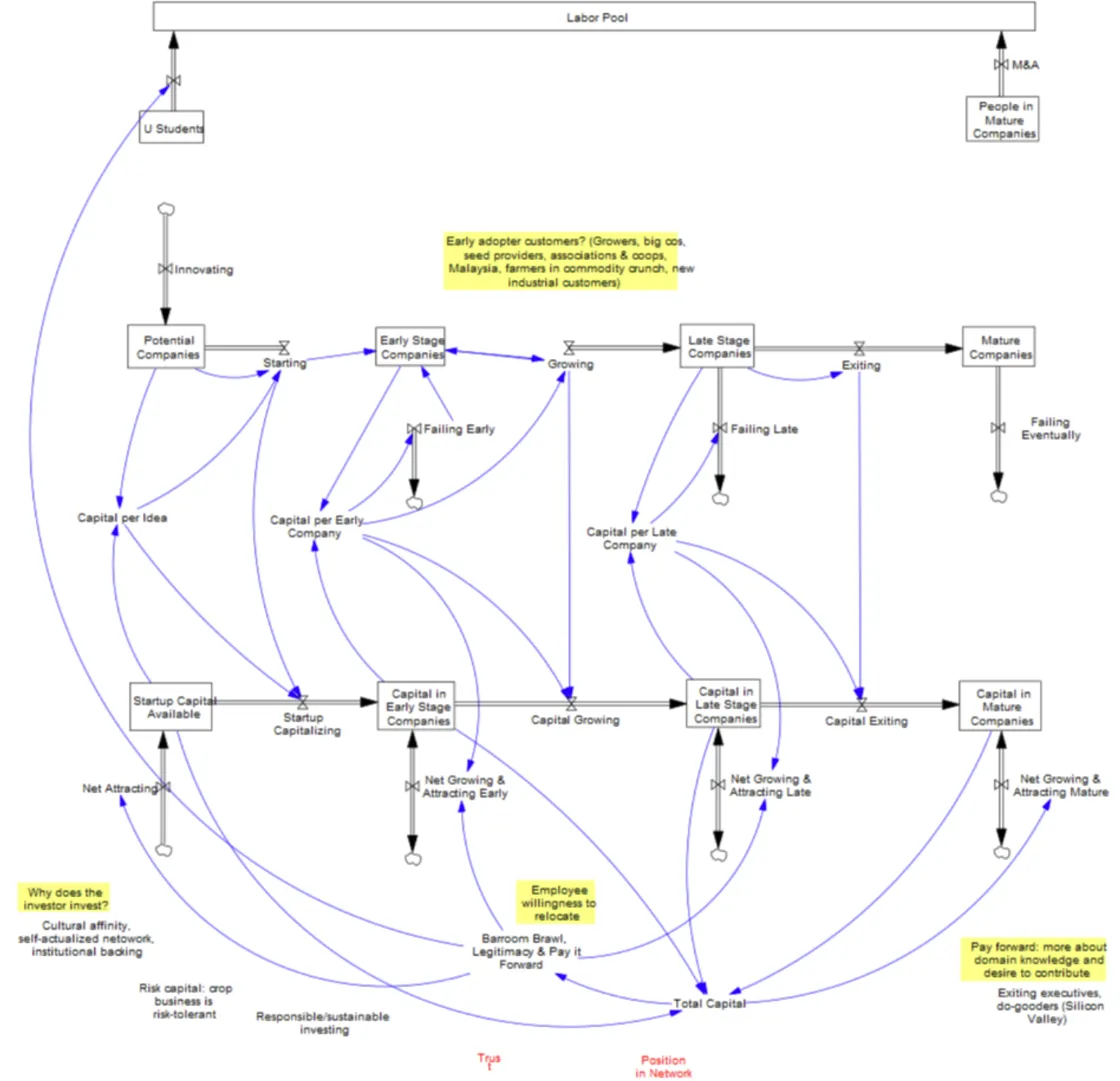 Labor Pool
M&A
U Students
People in
Mature
Companies
Innovating
Early adopter customers? (Growers, big cos,
seed providers, associations & coops,
Malaysia, farmers in commodity crunch, new
industrial customers)
Potential
Companies
Starting
Early Stage
Companies
Growing
Late Stage
Companies
Exiting
Mature
Companies
Failing Early
Failing Late
Failing
Eventually
Capital per Idea
Capital per Early
Company
Capital per Late
Company
Startup Capital
Available
Startup
Capitalizing
Capital in
Early Stage
Companies
Capital Growing
Capital in
Late Stage
Companies
Capital Exiting
Capital in
Mature
Companies
Net Attracting
Net Growing &
Attracting Early
Net Growing &
Attracting Late
Net Growing &
Attracting Mature
Why does the
investor invest?
Cultural affinity,
self-actualized netowork,
institutional backing
Employee
willingness to
relocate
Barroom Brawl,
Legitimacy & Pay it
Forward
Pay forward: more about
domain knowledge and
desire to contribute
Exiting executives,
do-gooders (Silicon
Valley)
Risk capital: crop
business is
risk-tolerant
Responsible/sustainable
investing
Total Capital
Trus
t
Position
in Network